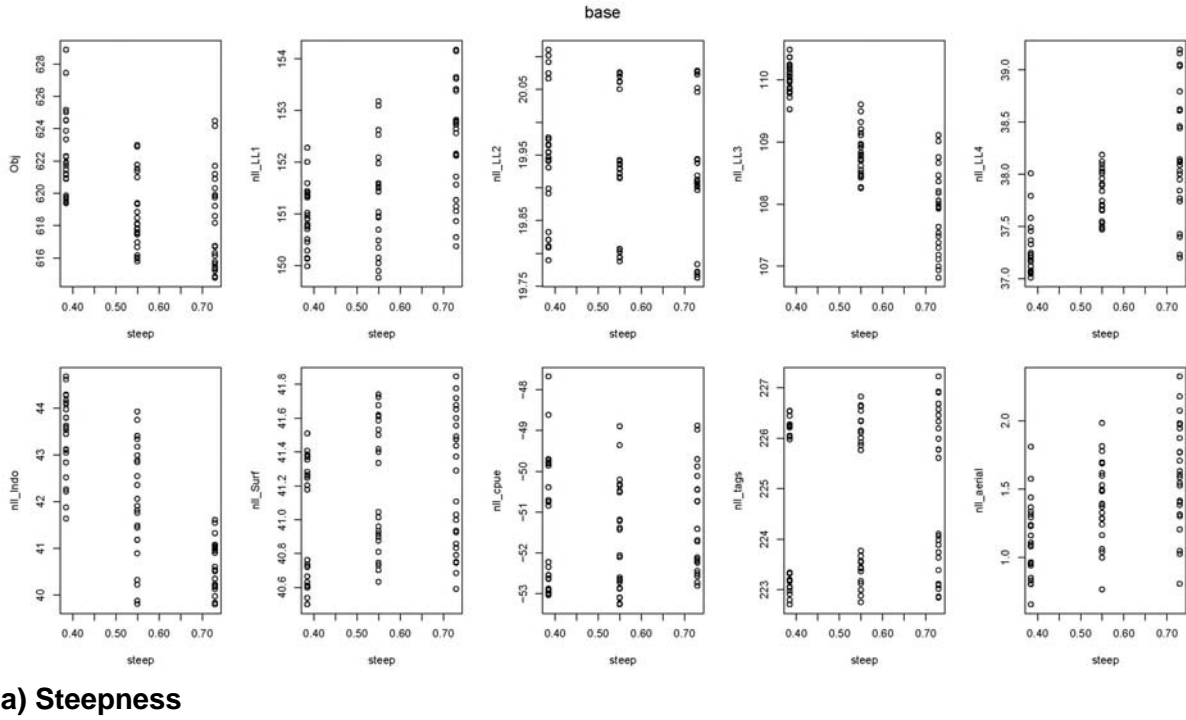 base
628
626
624
622
620
618
616
Obj
0.40 0.50 0.60 0.70
steep
154
153
152
151
150
nll_LL1
0.40 0.50 0.60 0.70
steep
20.05
19.95
19.85
19.75
nll_LL2
0.40 0.50 0.60 0.70
steep
110
109
108
107
nll_LL3
0.40 0.50 0.60 0.70
steep
39.0
38.5
38.0
37.5
37.0
nll_LL4
0.40 0.50 0.60 0.70
steep
44
43
42
41
40
nll_Indo
0.40 0.50 0.60 0.70
steep
41.8
41.6
41.4
41.2
41.0
40.8
40.6
nll_Surf
0.40 0.50 0.60 0.70
steep
-48
-49
-50
-51
-52
-53
nll_cpue
0.40 0.50 0.60 0.70
steep
227
226
225
224
223
nll_tags
0.40 0.50 0.60 0.70
steep
2.0
1.5
1.0
nll_aerial
0.40 0.50 0.60 0.70
steep
a) Steepness